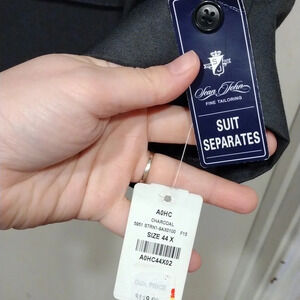 Sean John
FINE TAILORING
SUIT
SEPARATES
A0HC
CHARCOAL
SIZE 44 X
A0HC44X02